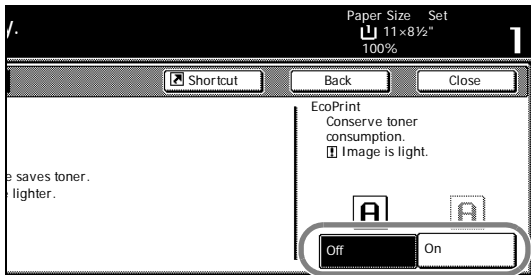 y.
Paper Size Set
11×8½"
100%
1
Shortcut
Back
Close
EcoPrint
Conserve toner
consumption.
Image is light.
e saves toner.
lighter.
A A
Off
On